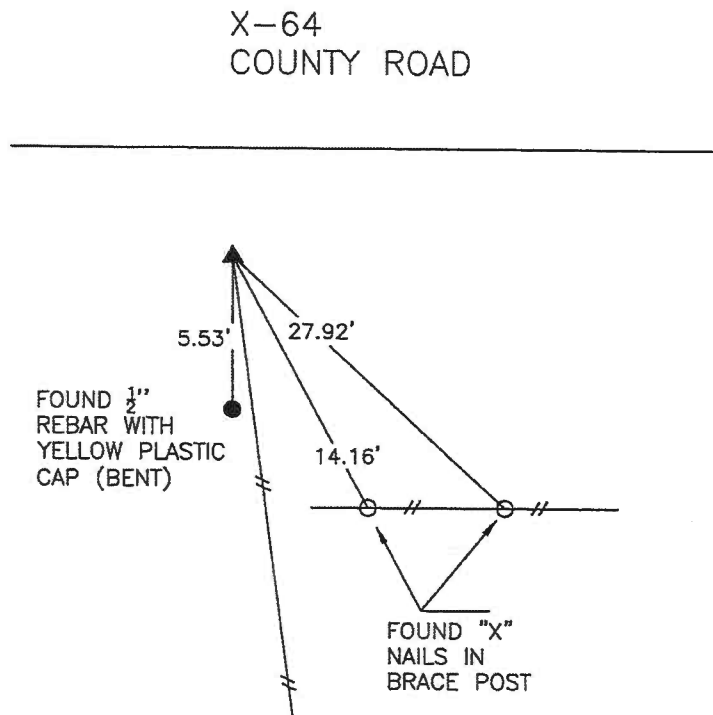 X-64
COUNTY ROAD
5.53'
27.92'
FOUND 1/2"
REBAR WITH
YELLOW PLASTIC
CAP (BENT)
14.16'
FOUND "X"
NAILS IN
BRACE POST